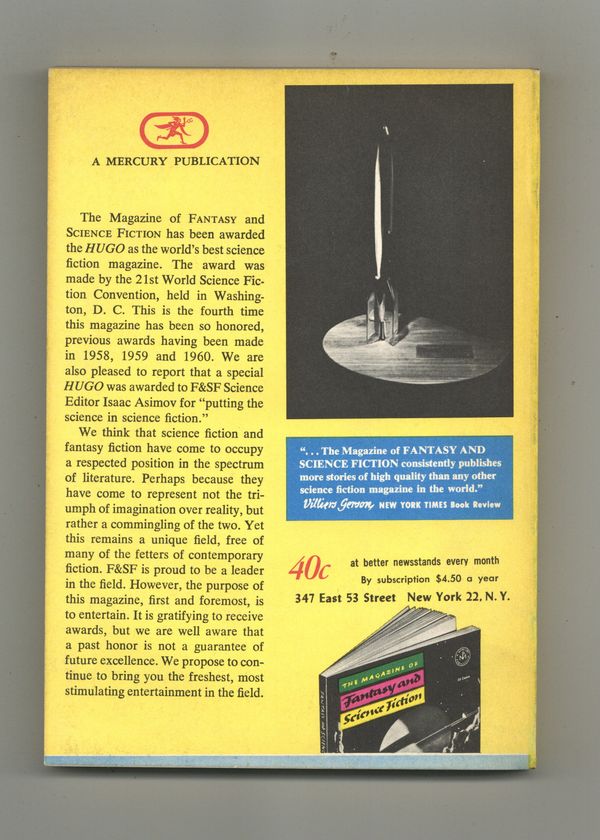 A MERCURY PUBLICATION
The Magazine of FANTASY and
SCIENCE FICTION has been awarded
the HUGO as the world's best science
fiction magazine. The award was
made by the 21st World Science Fic-
tion Convention, held in Washing-
ton, D. C. This is the fourth time
this magazine has been so honored,
previous awards having been made
in 1958, 1959 and 1960. We are
also pleased to report that a special
HUGO was awarded to F&SF Science
Editor Isaac Asimov for "putting the
science in science fiction."
We think that science fiction and
fantasy fiction have come to occupy
a respected position in the spectrum
of literature. Perhaps because they
have come to represent not the tri-
umph of imagination over reality, but
rather a commingling of the two. Yet
this remains a unique field, free of
many of the fetters of contemporary
fiction. F&SF is proud to be a leader
in the field. However, the purpose of
this magazine, first and foremost, is
to entertain. It is gratifying to receive
awards, but we are well aware that
a past honor is not a guarantee of
future excellence. We propose to con-
tinue to bring you the freshest, most
stimulating entertainment in the field.
". . . The Magazine of FANTASY AND
SCIENCE FICTION consistently publishes
more stories of high quality than any other
science fiction magazine in the world."
Villiers Gerson, NEW YORK TIMES Book Review
40c
at better newsstands every month
By subscription $4.50 a year
347 East 53 Street New York 22, N. Y.
THE MAGAZINE OF
Fantasy and
Science Fiction